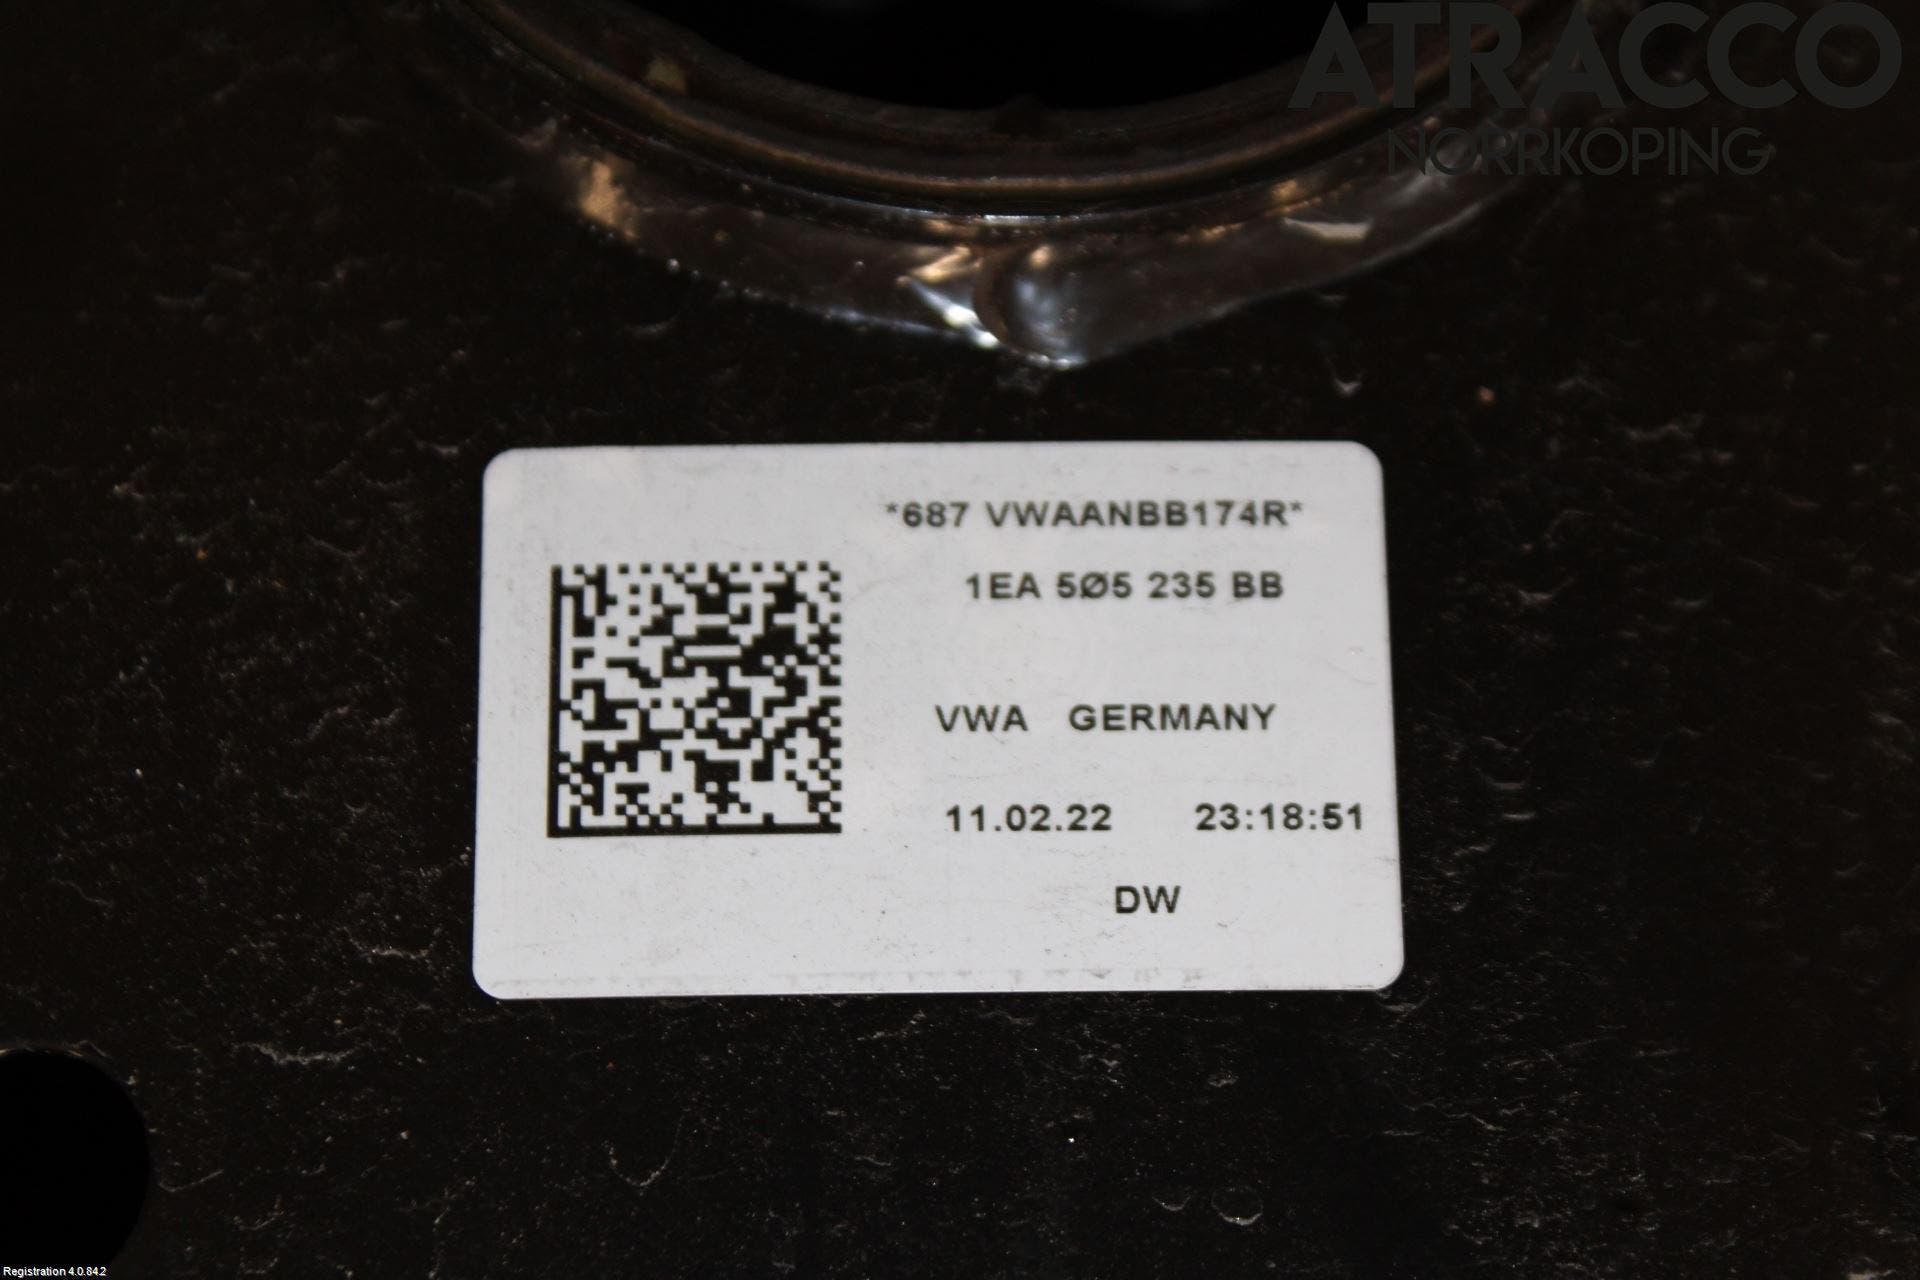 ATRACCO
NORRKÖPING
*687 VWAANBB174R*
1EA 5Ø5 235 BB
VWA GERMANY
11.02.22 23:18:51
DW
Registration 4.0.84.2